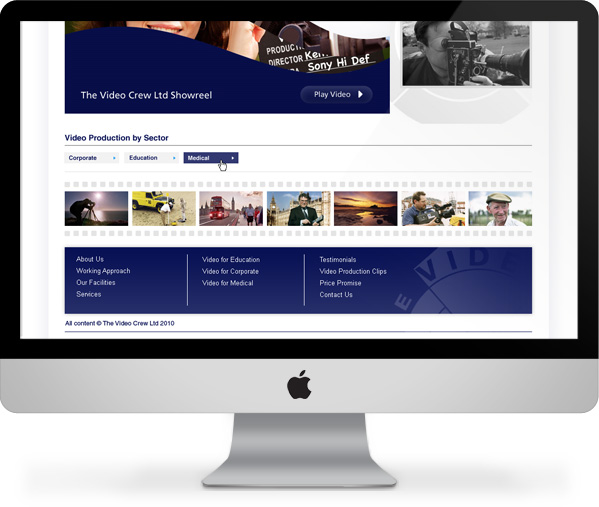 PRODUCT
DIRECTOR Ken
Sony Hi Def
The Video Crew Ltd Showreel
Play Video
Video Production by Sector
Corporate
Education
Medical
About Us
Working Approach
Our Facilities
Services
Video for Education
Video for Corporate
Video for Medical
Testimonials
Video Production Clips
Price Promise
Contact Us
E VIDE
All content © The Video Crew Ltd 2010